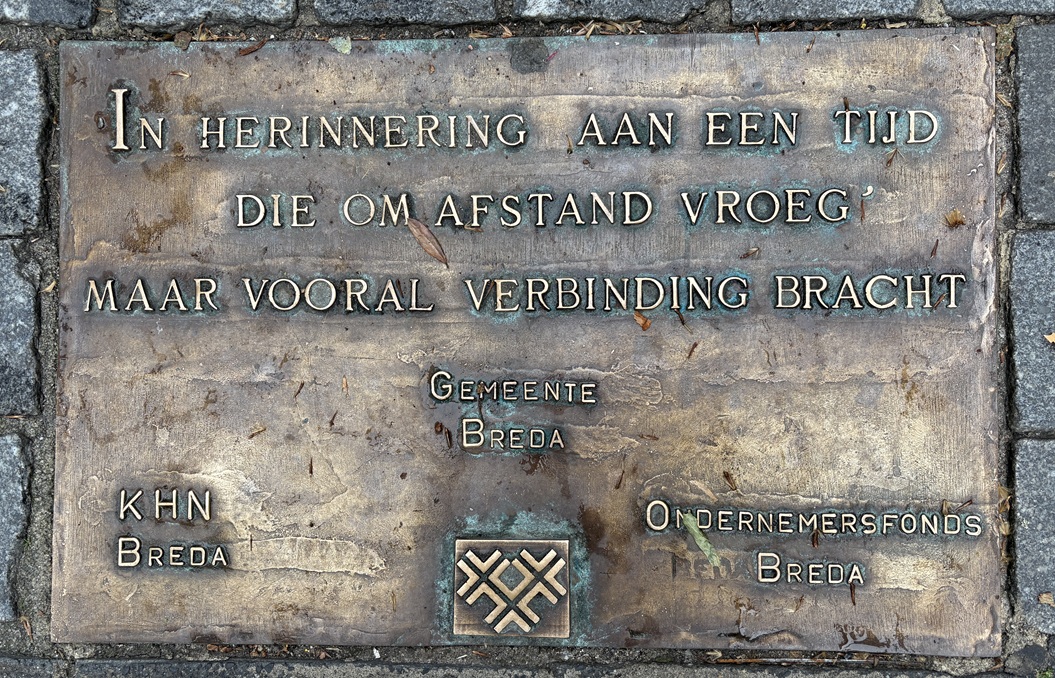 IN HERINNERING AAN EEN TIJD
DIE OM AFSTAND VROEG,
MAAR VOORAL VERBINDING BRACHT
GEMEENTE
BREDA
KHN
BREDA
ONDERNEMERSFONDS
BREDA